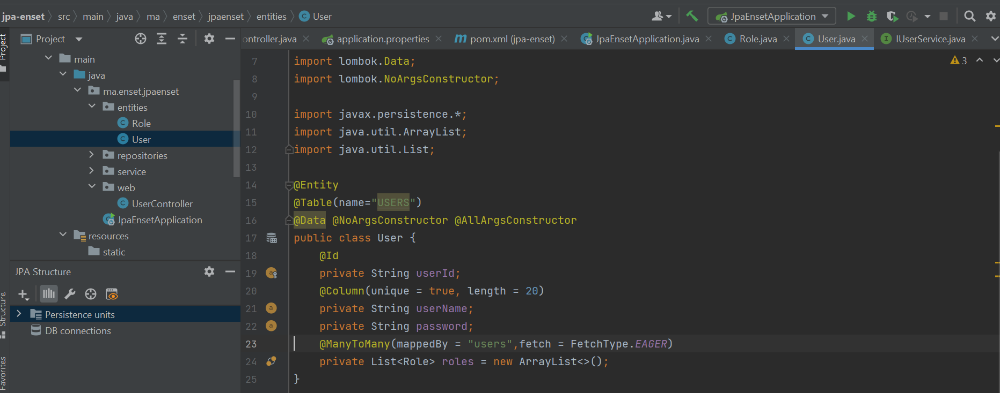 jpa-enset src main java ma enset jpaenset entities User JpaEnsetApplication
Project ontroller.java application.properties pom.xml (jpa-enset) JpaEnsetApplication.java Role.java User.java IUserService.java
Project
main
java
ma.enset.jpaenset
entities
Role
User
repositories
service
web
UserController
JpaEnsetApplication
resources
static
JPA Structure
Persistence units
DB connections
Structure
Favorites
3
7 import lombok.Data;
8 import lombok.NoArgsConstructor;
9
10 import javax.persistence.*;
11 import java.util.ArrayList;
12 import java.util.List;
13
14 @Entity
15 @Table(name="USERS")
16 @Data @NoArgsConstructor @AllArgsConstructor
17 public class User {
18 @Id
19 private String userId;
20 @Column(unique = true, length = 20)
21 private String userName;
22 private String password;
23 @ManyToMany(mappedBy = "users",fetch = FetchType.EAGER)
24 private List<Role> roles = new ArrayList<>();
25 }